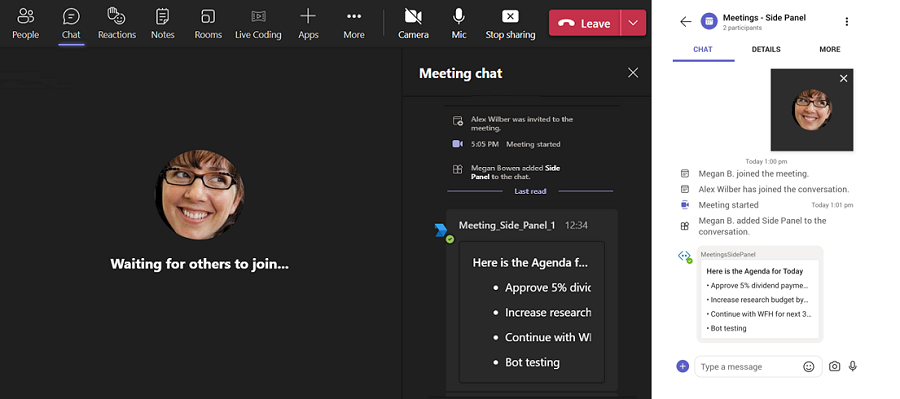 People
Chat
Reactions
Notes
Rooms
Live Coding
Apps
More
Camera
Mic
Stop sharing
Leave
Waiting for others to join...
Meeting chat
Alex Wilber was invited to the
meeting.
5:05 PM Meeting started
Megan Bowen added Side
Panel to the chat.
Last read
Meeting_Side_Panel_1 12:34
Here is the Agenda f...
• Approve 5% divid
• Increase research
• Continue with W
• Bot testing
Meetings - Side Panel
2 participants
CHAT
DETAILS
MORE
Today 1:00 pm
Megan B. joined the meeting.
Alex Wilber has joined the conversation.
Meeting started Today 1:01 pm
Megan B. added Side Panel to the
conversation.
MeetingsSidePanel
Here is the Agenda for Today
• Approve 5% dividend payme...
• Increase research budget by...
• Continue with WFH for next 3...
• Bot testing
Type a message